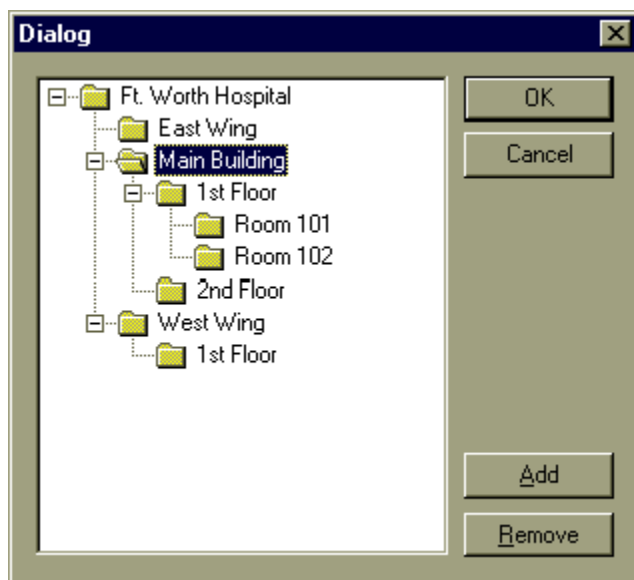 Dialog
Ft. Worth Hospital
East Wing
Main Building
1st Floor
Room 101
Room 102
2nd Floor
West Wing
1st Floor
OK
Cancel
Add
Remove